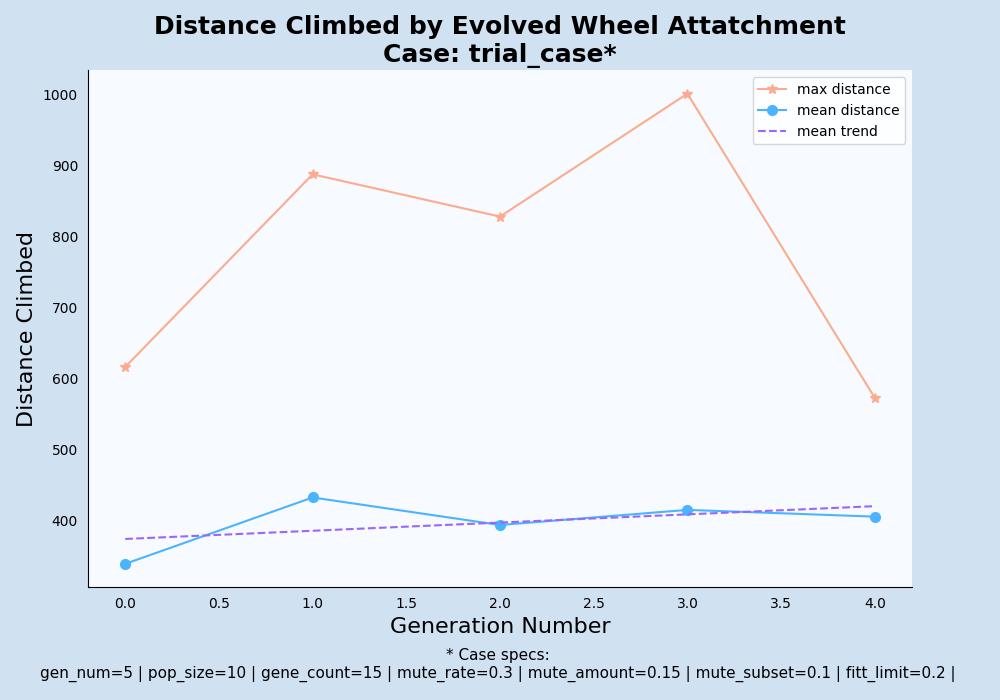 Distance Climbed by Evolved Wheel Attatchment
Case: trial_case*
max distance
mean distance
mean trend
1000
900
800
700
600
500
400
Distance Climbed
0.0 0.5 1.0 1.5 2.0 2.5 3.0 3.5 4.0
Generation Number
* Case specs:
gen_num=5 | pop_size=10 | gene_count=15 | mute_rate=0.3 | mute_amount=0.15 | mute_subset=0.1 | fitt_limit=0.2 |